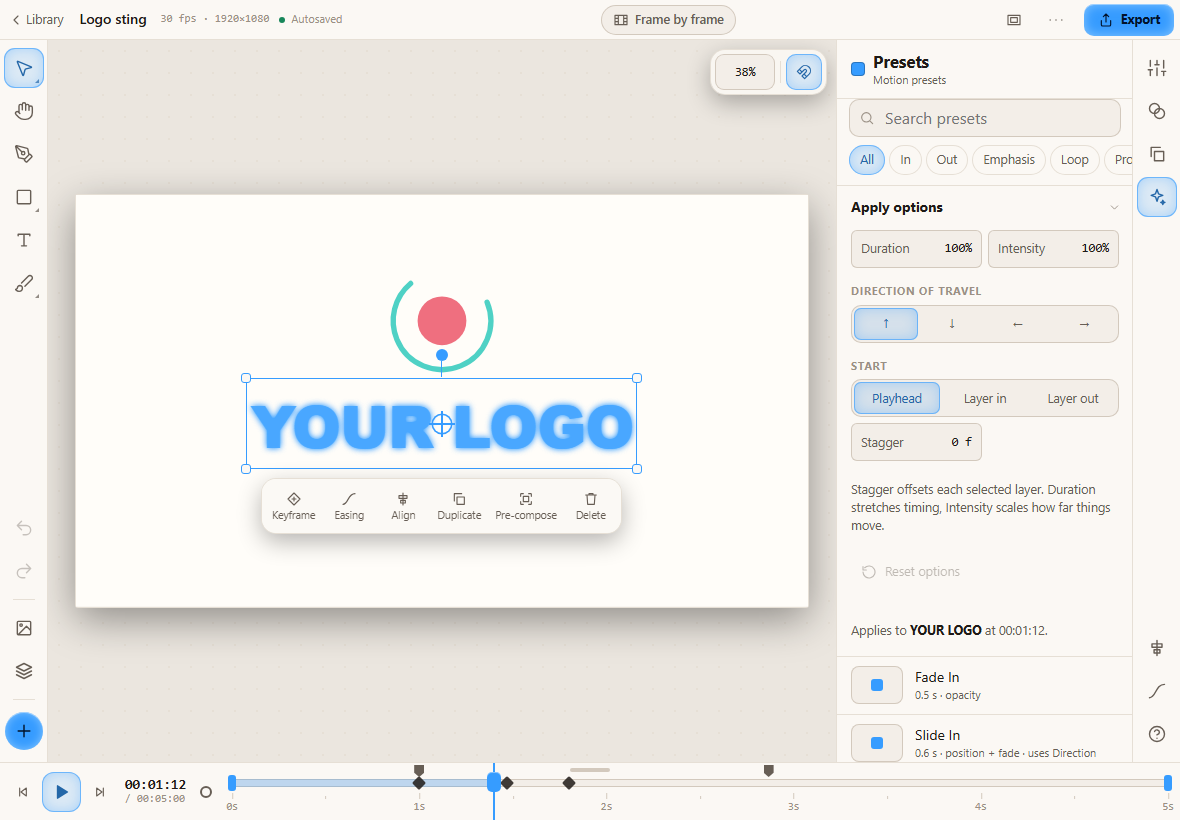 Library
Logo sting
30 fps · 1920×1080
Autosaved
Frame by frame
Export
38%
Presets
Motion presets
Search presets
All
In
Out
Emphasis
Loop
Apply options
Duration 100%
Intensity 100%
DIRECTION OF TRAVEL
↑ ↓ ← →
START
Playhead
Layer in
Layer out
Stagger 0 f
Stagger offsets each selected layer. Duration
stretches timing, Intensity scales how far things
move.
Reset options
Applies to YOUR LOGO at 00:01:12.
Fade In
0.5 s · opacity
Slide In
0.6 s · position + fade · uses Direction
YOUR LOGO
Keyframe
Easing
Align
Duplicate
Pre-compose
Delete
00:01:12
/ 00:05:00
0s
1s
2s
3s
4s
5s